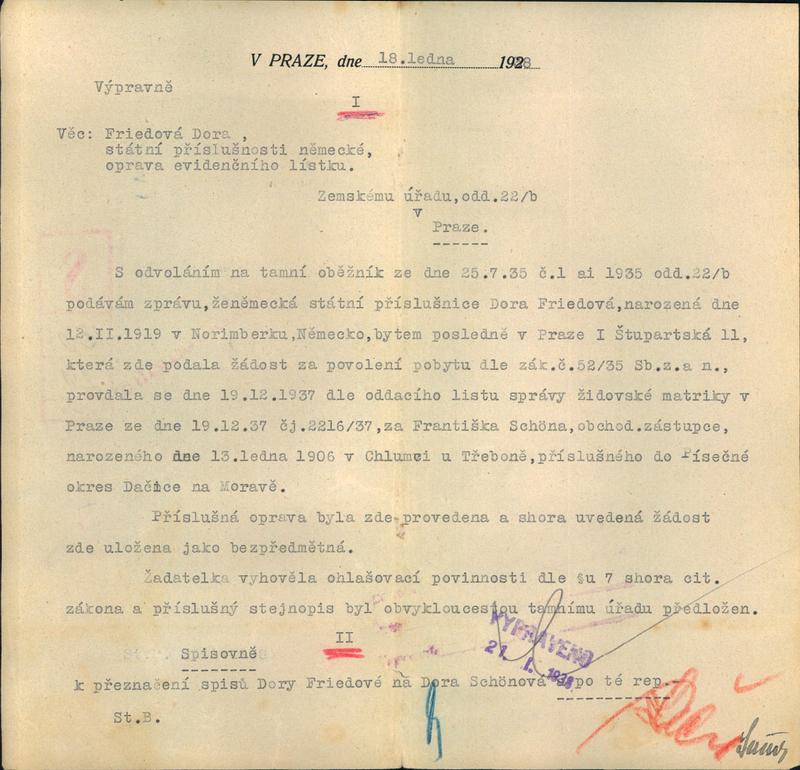 V PRAZE, dne 18.ledna 1928
Výpravně
I
Věc: Friedová Dora ,
státní příslušnosti německé,
oprava evidenčního lístku.
Zemskému úřadu,odd.22/b
v
Praze.
S odvoláním na tamní oběžník ze dne 25.7.35 č.1 ai 1935 odd.22/b
podávám zprávu,ženěmecká státní příslušnice Dora Friedová,narozená dne
12.II.1919 v Norimberku,Německo,bytem posledně v Praze I Štupartská 11,
která zde podala žádost za povolení pobytu dle zák.č.52/35 Sb.z.a n.,
provdala se dne 19.12.1937 dle oddacího listu správy židovské matriky v
Praze ze dne 19.12.37 čj.2216/37,za Františka Schöna,obchod.zástupce,
narozeného dne 13.ledna 1906 v Chlumci u Třeboně,příslušného do Písečné
okres Dačice na Moravě.
Příslušná oprava byla zde provedena a shora uvedená žádost
zde uložena jako bezpředmětná.
Žadatelka vyhověla ohlašovací povinnosti dle §u 7 shora cit.
zákona a příslušný stejnopis byl obvykloucestou tamnímu úřadu předložen.
II
VYPRAVENO
21. I. 1938
Spisovně
k přeznačení spisů Dory Friedové na Dora Schönová a po té rep.-
St.B.